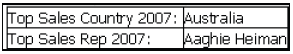 Top Sales Country 2007: Australia
Top Sales Rep 2007: Aaghie Heiman